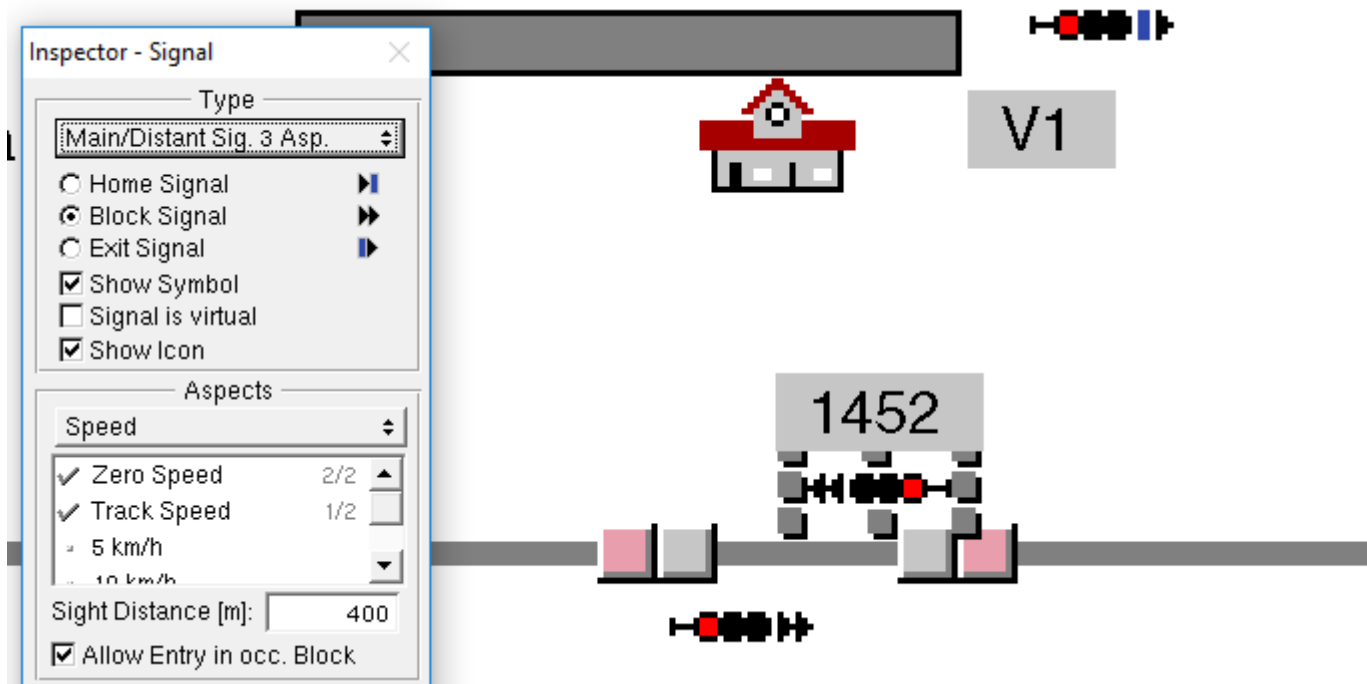 Inspector - Signal
Type
Main/Distant Sig. 3 Asp.
Home Signal
Block Signal
Exit Signal
Show Symbol
Signal is virtual
Show Icon
Aspects
Speed
Zero Speed 2/2
Track Speed 1/2
5 km/h
10 km/h
Sight Distance [m]: 400
Allow Entry in occ. Block
V1
1452